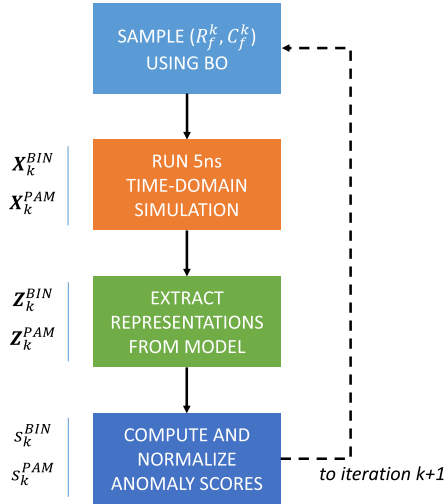 SAMPLE (R_f^k, C_f^k)
USING BO
X_k^BIN
X_k^PAM
RUN 5ns
TIME-DOMAIN
SIMULATION
Z_k^BIN
Z_k^PAM
EXTRACT
REPRESENTATIONS
FROM MODEL
s_k^BIN
s_k^PAM
COMPUTE AND
NORMALIZE
ANOMALY SCORES
to iteration k+1